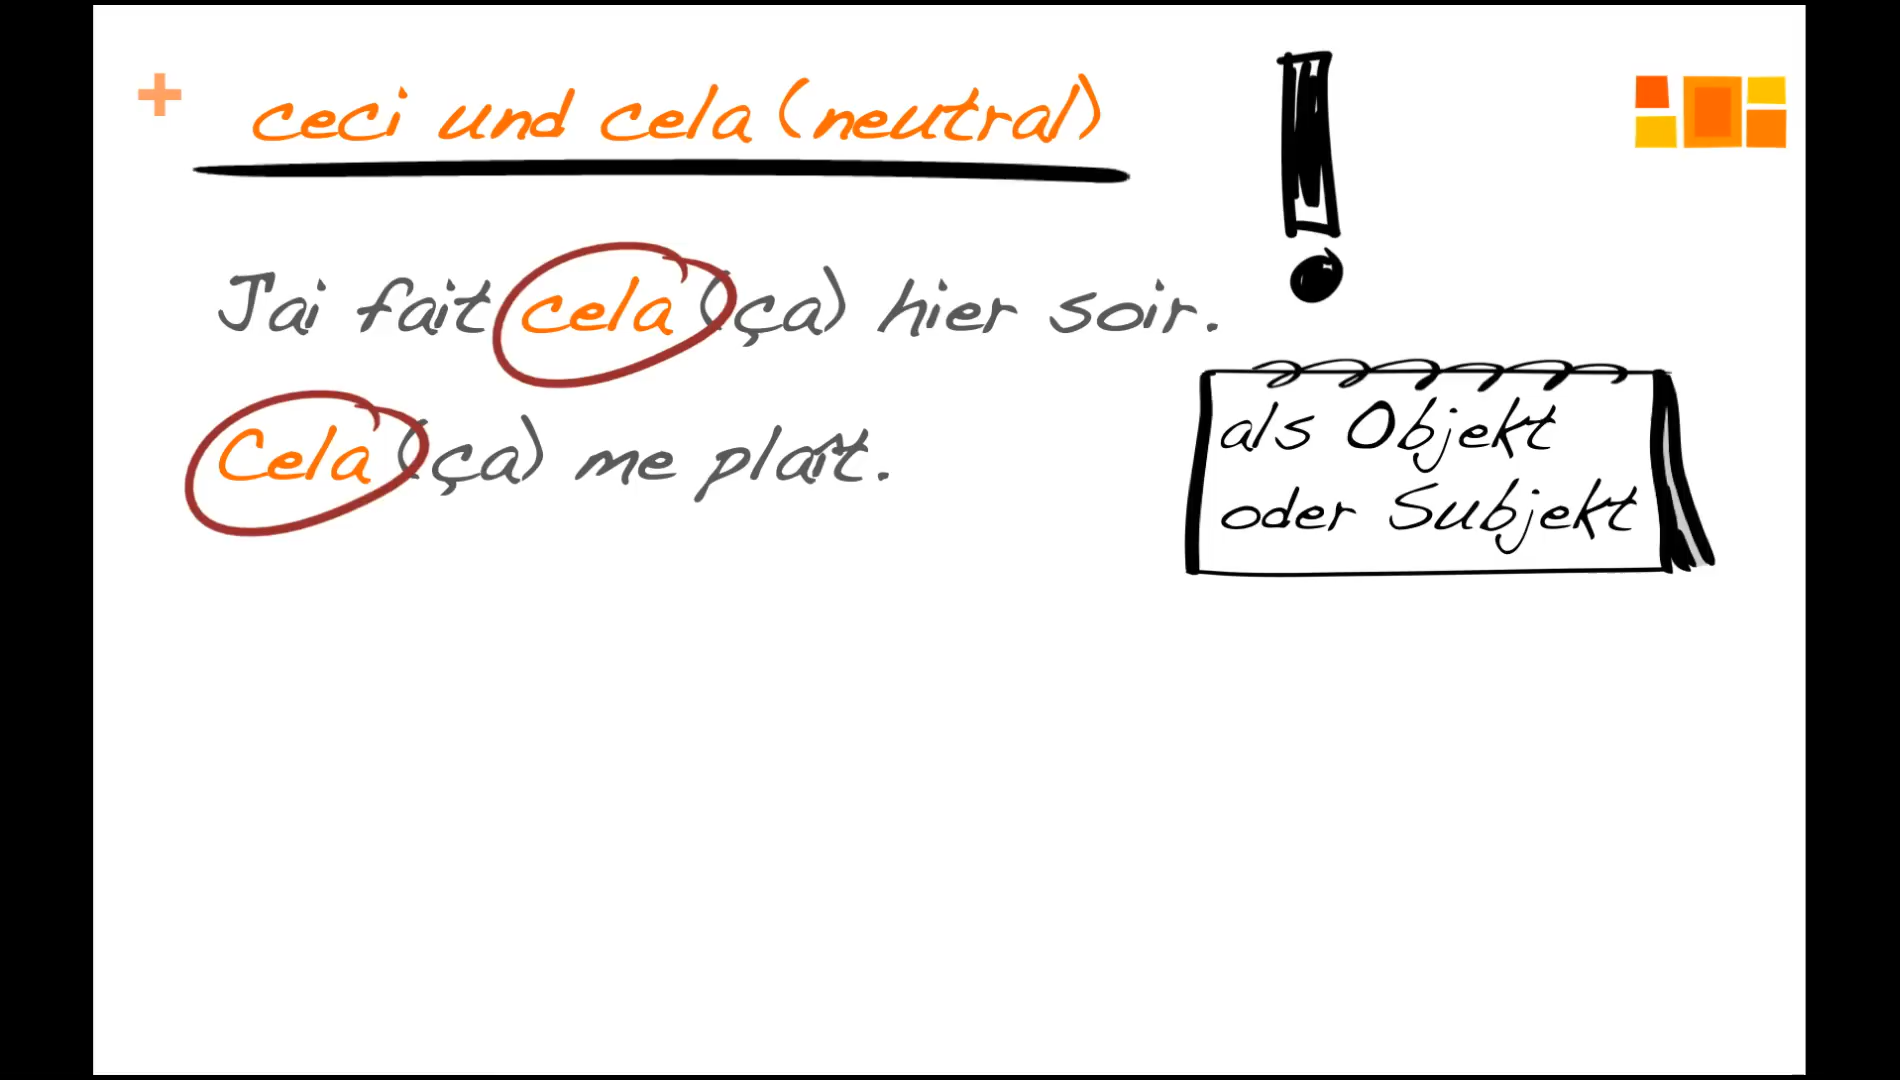 ceci und cela (neutral)
J'ai fait cela (ça) hier soir.
Cela (ça) me plaît.
als Objekt
oder Subjekt